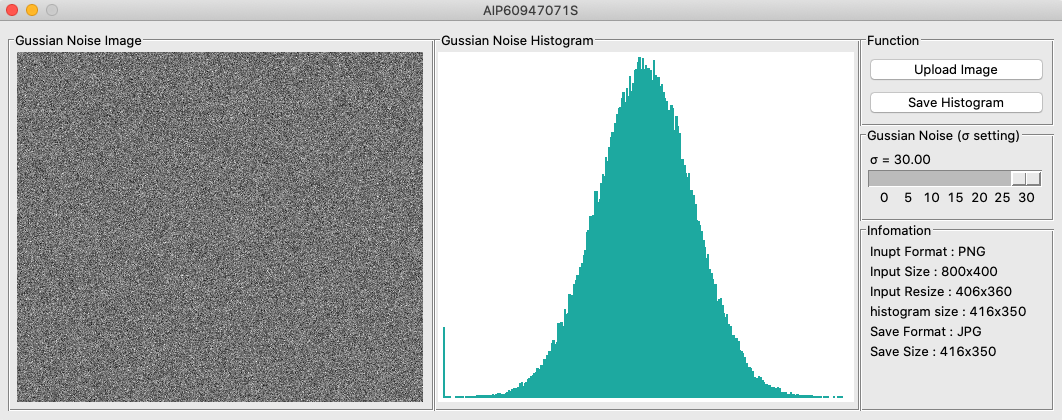 AIP60947071S
Gussian Noise Image
Gussian Noise Histogram
Function
Upload Image
Save Histogram
Gussian Noise (σ setting)
σ = 30.00
0 5 10 15 20 25 30
Infomation
Inupt Format : PNG
Input Size : 800x400
Input Resize : 406x360
histogram size : 416x350
Save Format : JPG
Save Size : 416x350